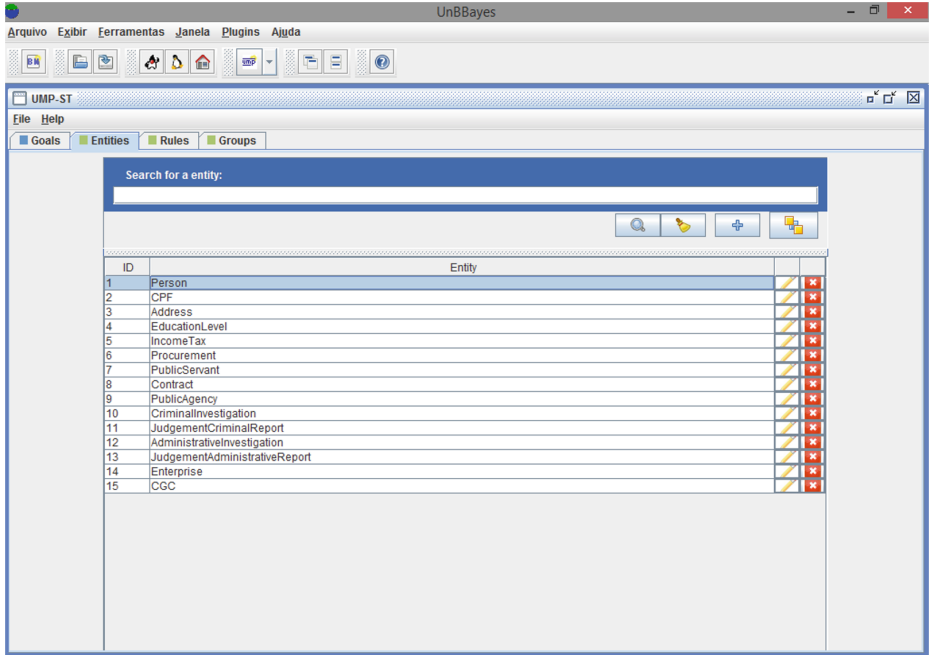 UnBBayes
Arquivo Exibir Ferramentas Janela Plugins Ajuda
UMP-ST
File Help
Goals Entities Rules Groups
Search for a entity:
ID Entity
1 Person
2 CPF
3 Address
4 EducationLevel
5 IncomeTax
6 Procurement
7 PublicServant
8 Contract
9 PublicAgency
10 CriminalInvestigation
11 JudgementCriminalReport
12 AdministrativeInvestigation
13 JudgementAdministrativeReport
14 Enterprise
15 CGC